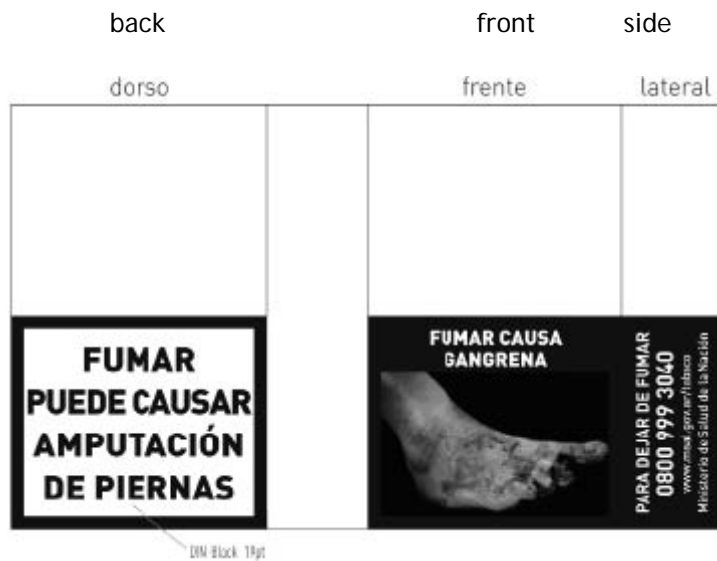 back front side
dorso frente lateral
FUMAR
PUEDE CAUSAR
AMPUTACIÓN
DE PIERNAS
DIN Black 19pt
FUMAR CAUSA
GANGRENA
PARA DEJAR DE FUMAR
0800 999 3040
www.msal.gov.ar/tabaco
Ministerio de Salud de la Nación